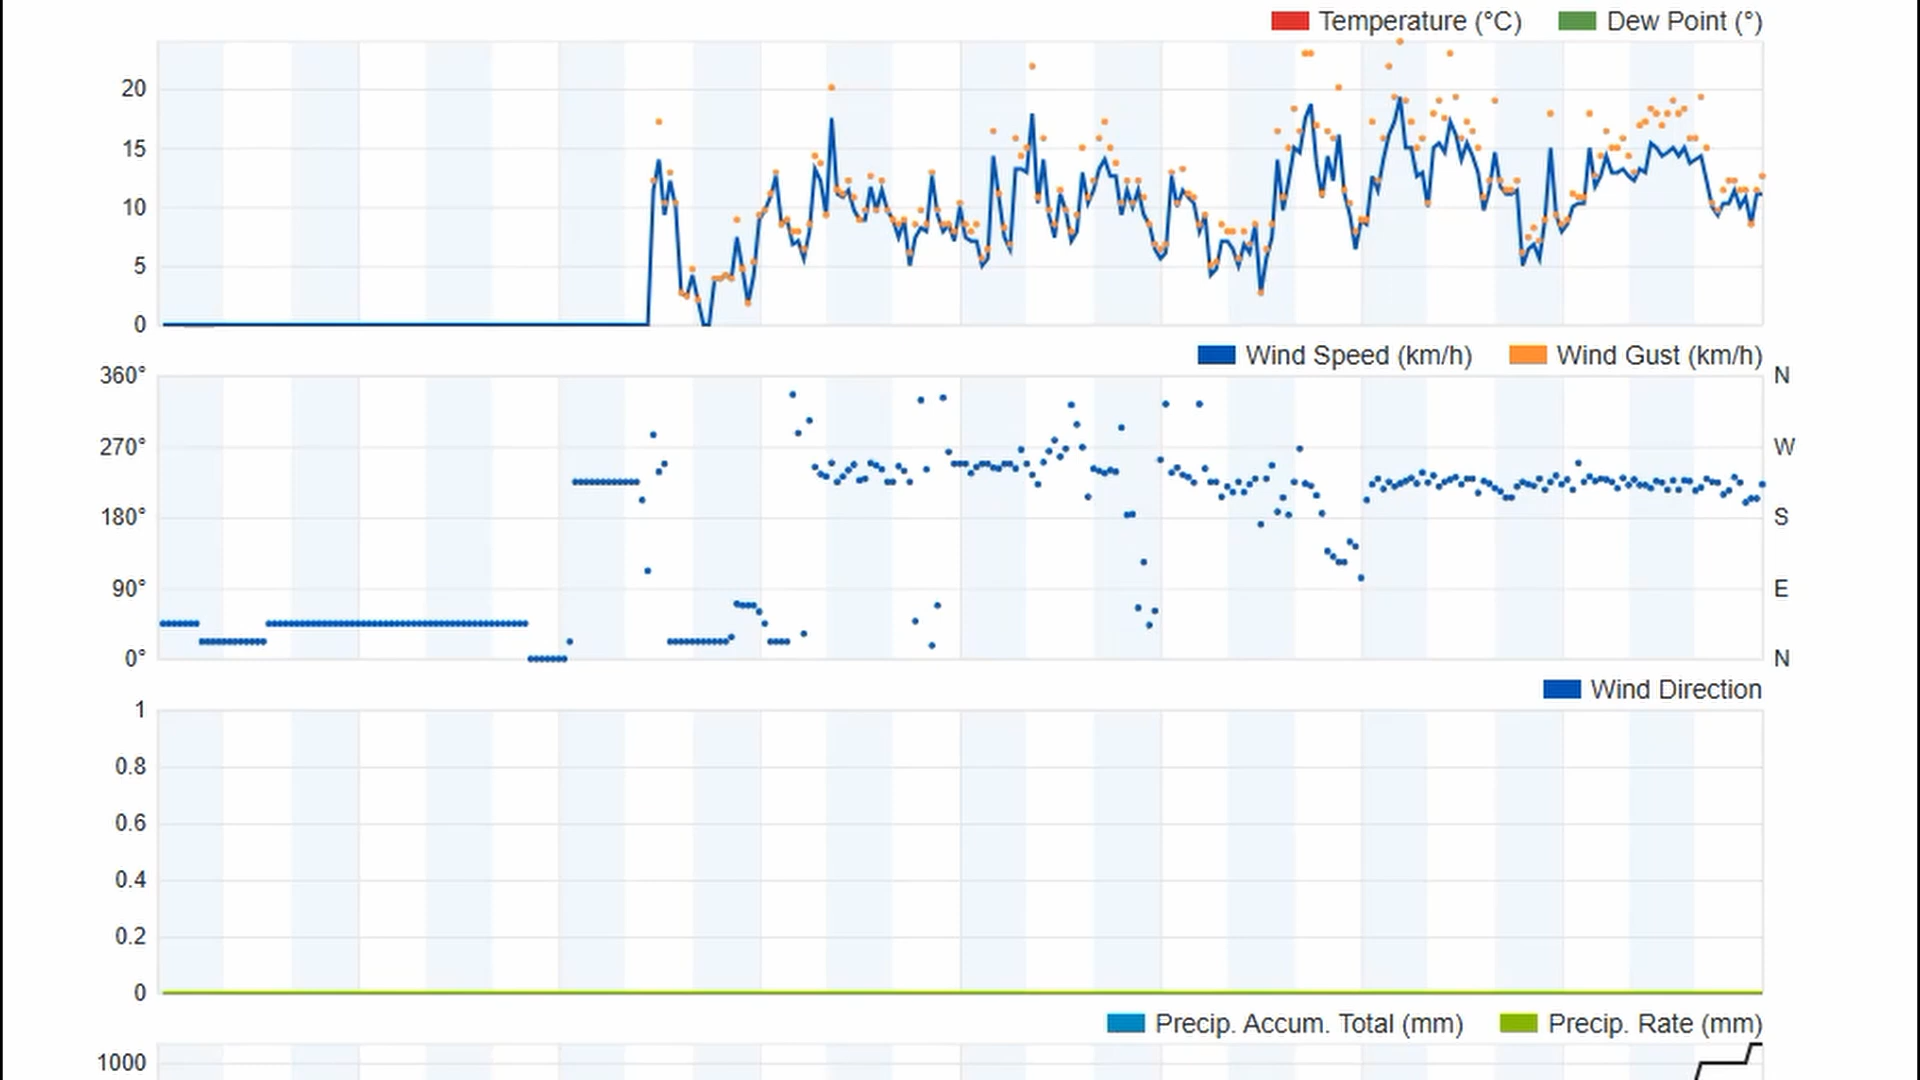 Temperature (°C) Dew Point (°)
20
15
10
5
0
Wind Speed (km/h) Wind Gust (km/h)
360° N
270° W
180° S
90° E
0° N
Wind Direction
1
0.8
0.6
0.4
0.2
0
Precip. Accum. Total (mm) Precip. Rate (mm)
1000